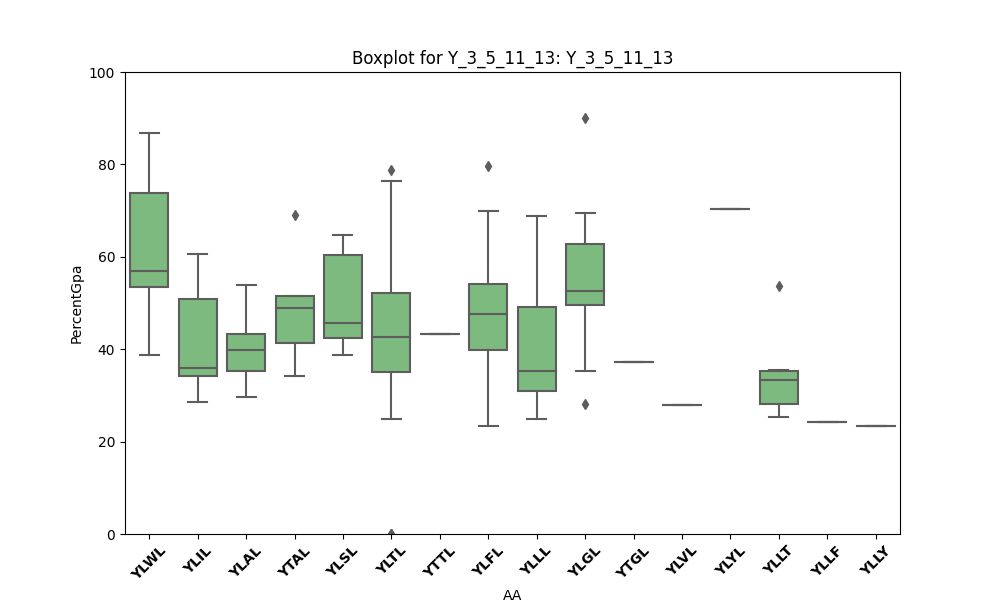 Boxplot for Y_3_5_11_13: Y_3_5_11_13
100
80
60
40
20
0
PercentGpa
YLWL YLIL YLAL YTAL YLSL YLTL YTTL YLFL YLLL YLGL YTGL YLVL YLYL YLLT YLLF YLLY
AA